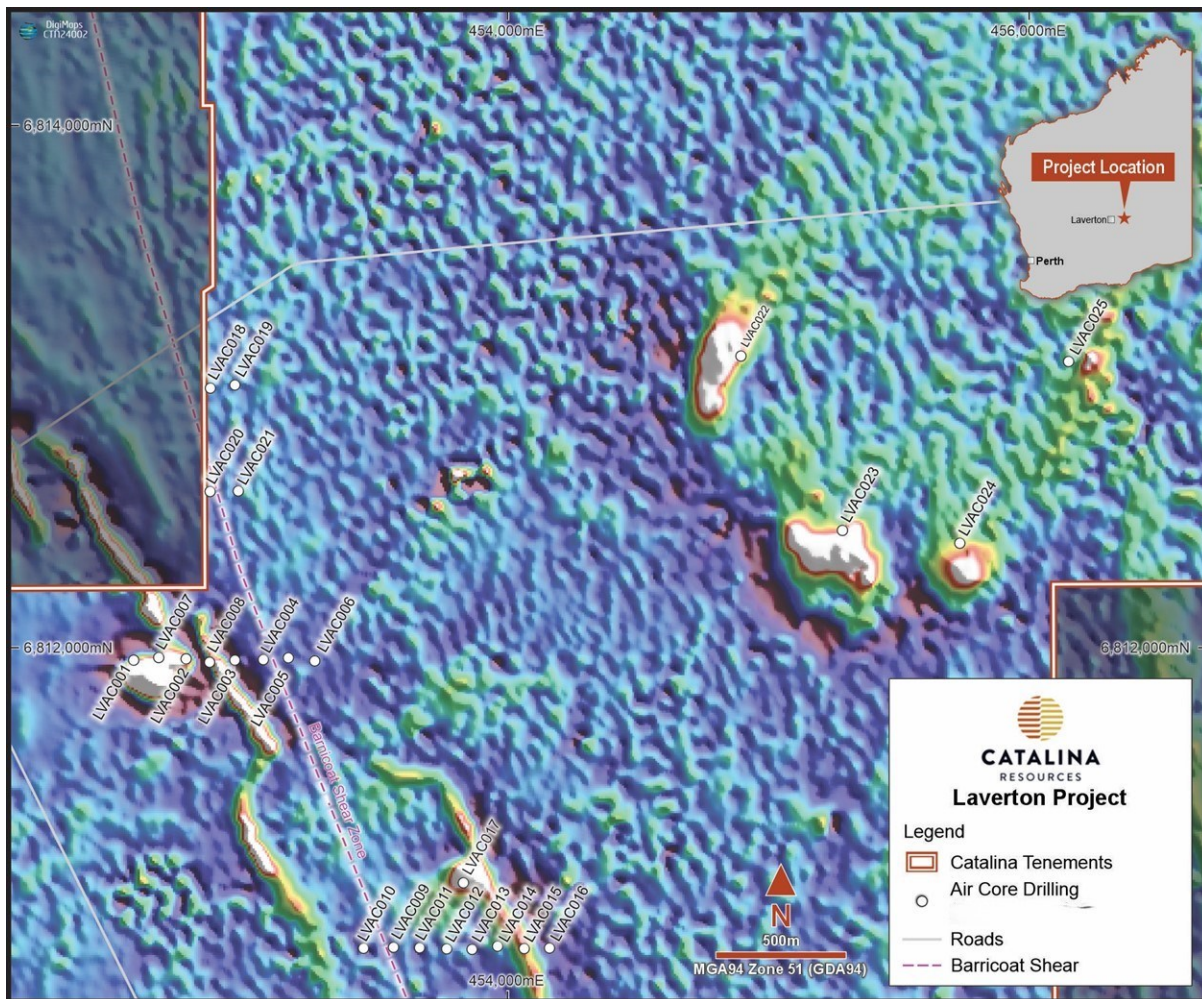 DigiMaps
CTN24002
454,000mE
456,000mE
6,814,000mN
Project Location
Laverton
Perth
LVAC018
LVAC019
LVAC022
LVAC025
LVAC020
LVAC021
LVAC023
LVAC024
6,812,000mN
6,812,000mN
LVAC001
LVAC007
LVAC002
LVAC008
LVAC003
LVAC004
LVAC005
LVAC006
Barricoat Shear Zone
LVAC017
LVAC010
LVAC009
LVAC011
LVAC012
LVAC013
LVAC014
LVAC015
LVAC016
454,000mE
N
500m
MGA94 Zone 51 (GDA94)
CATALINA
RESOURCES
Laverton Project
Legend
Catalina Tenements
Air Core Drilling
Roads
Barricoat Shear